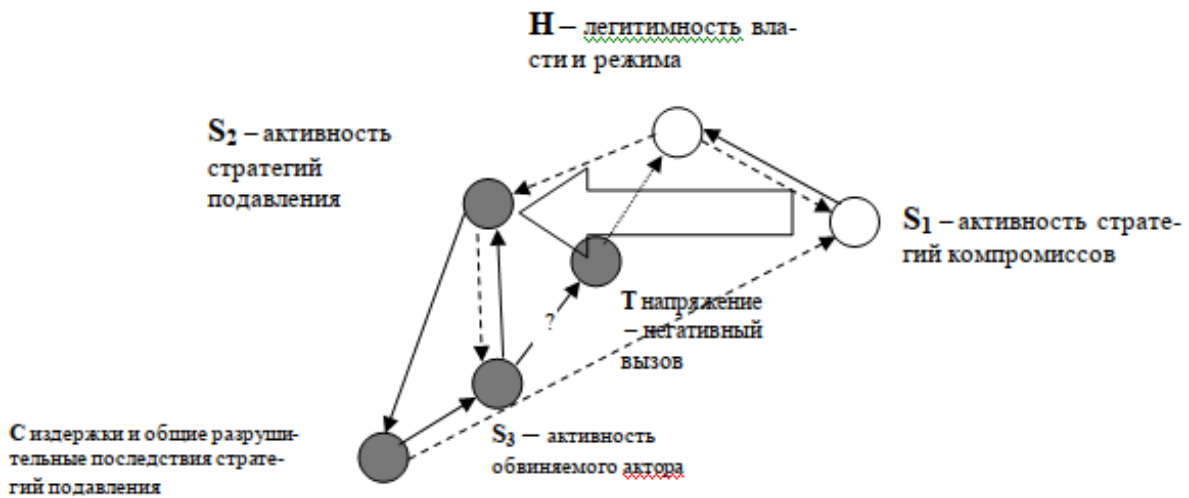 H – легитимность вла-
сти и режима
S2 – активность
стратегий
подавления
S1 – активность страте-
гий компромиссов
T напряжение
– негативный
вызов
?
C издержки и общие разруши-
тельные последствия страте-
гий подавления
S3 – активность
обвиняемого актора